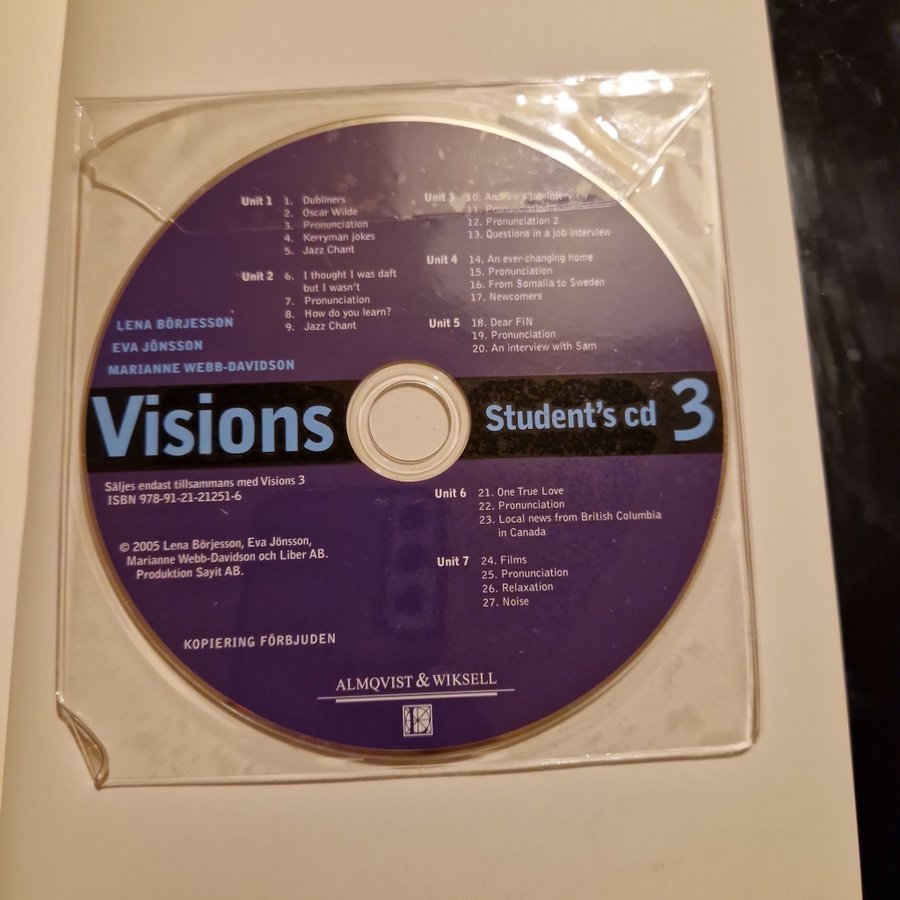 Unit 1 1. Dubliners
2. Oscar Wilde
3. Pronunciation
4. Kerryman jokes
5. Jazz Chant
Unit 2 6. I thought I was daft
but I wasn't
7. Pronunciation
8. How do you learn?
9. Jazz Chant
Unit 3 10. Andrew's job interview
11. Pronunciation 1
12. Pronunciation 2
13. Questions in a job interview
Unit 4 14. An ever-changing home
15. Pronunciation
16. From Somalia to Sweden
17. Newcomers
Unit 5 18. Dear FiN
19. Pronunciation
20. An interview with Sam
LENA BÖRJESSON
EVA JÖNSSON
MARIANNE WEBB-DAVIDSON
Visions Student's cd 3
Säljes endast tillsammans med Visions 3
ISBN 978-91-21-21251-6
© 2005 Lena Börjesson, Eva Jönsson,
Marianne Webb-Davidson och Liber AB.
Produktion Sayit AB.
KOPIERING FÖRBJUDEN
Unit 6 21. One True Love
22. Pronunciation
23. Local news from British Columbia
in Canada
Unit 7 24. Films
25. Pronunciation
26. Relaxation
27. Noise
ALMQVIST & WIKSELL